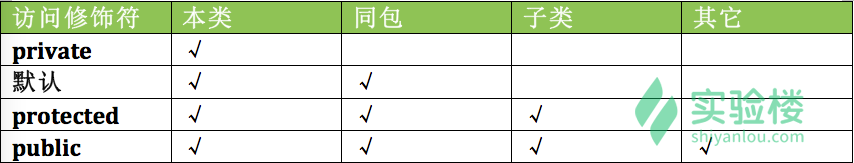 访问修饰符 本类 同包 子类 其它
private √
默认 √ √
protected √ √ √
public √ √ √ √
实验楼
shiyanlou.com